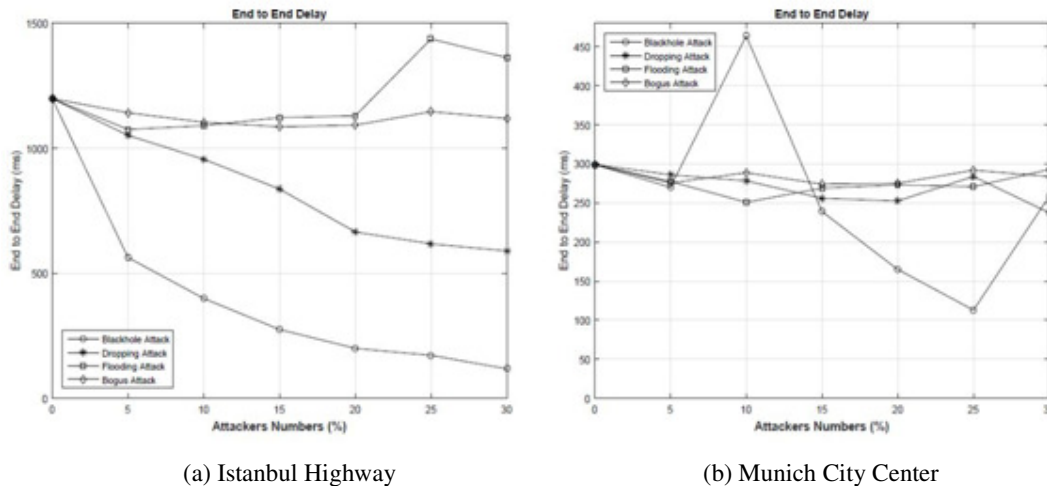 End to End Delay
1500
1000
500
0
End to End Delay (ms)
Blackhole Attack
Dropping Attack
Flooding Attack
Bogus Attack
0 5 10 15 20 25 30
Attackers Numbers (%)
(a) Istanbul Highway
End to End Delay
450
400
350
300
250
200
150
100
50
0
End to End Delay (ms)
Blackhole Attack
Dropping Attack
Flooding Attack
Bogus Attack
0 5 10 15 20 25
Attackers Numbers (%)
(b) Munich City Center